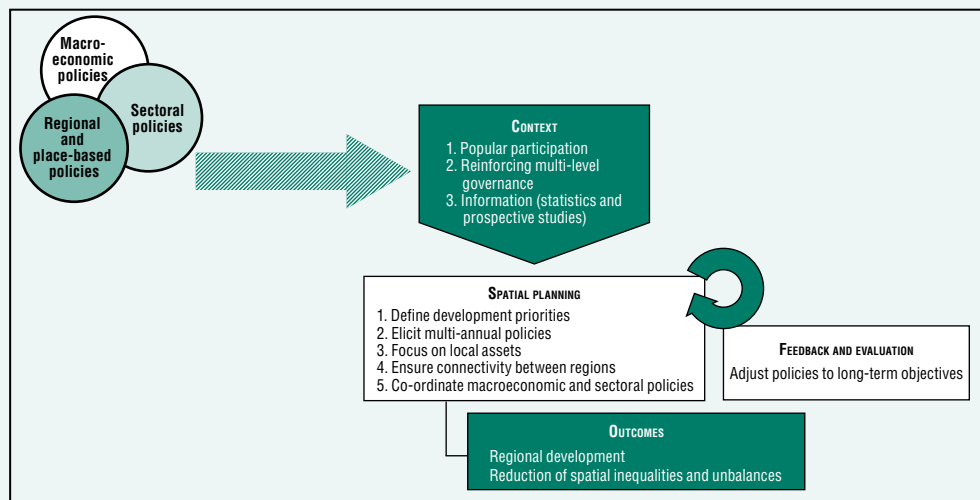 Macro-
economic
policies
Sectoral
policies
Regional
and
place-based
policies
CONTEXT
1. Popular participation
2. Reinforcing multi-level
governance
3. Information (statistics and
prospective studies)
SPATIAL PLANNING
1. Define development priorities
2. Elicit multi-annual policies
3. Focus on local assets
4. Ensure connectivity between regions
5. Co-ordinate macroeconomic and sectoral policies
FEEDBACK AND EVALUATION
Adjust policies to long-term objectives
OUTCOMES
Regional development
Reduction of spatial inequalities and unbalances